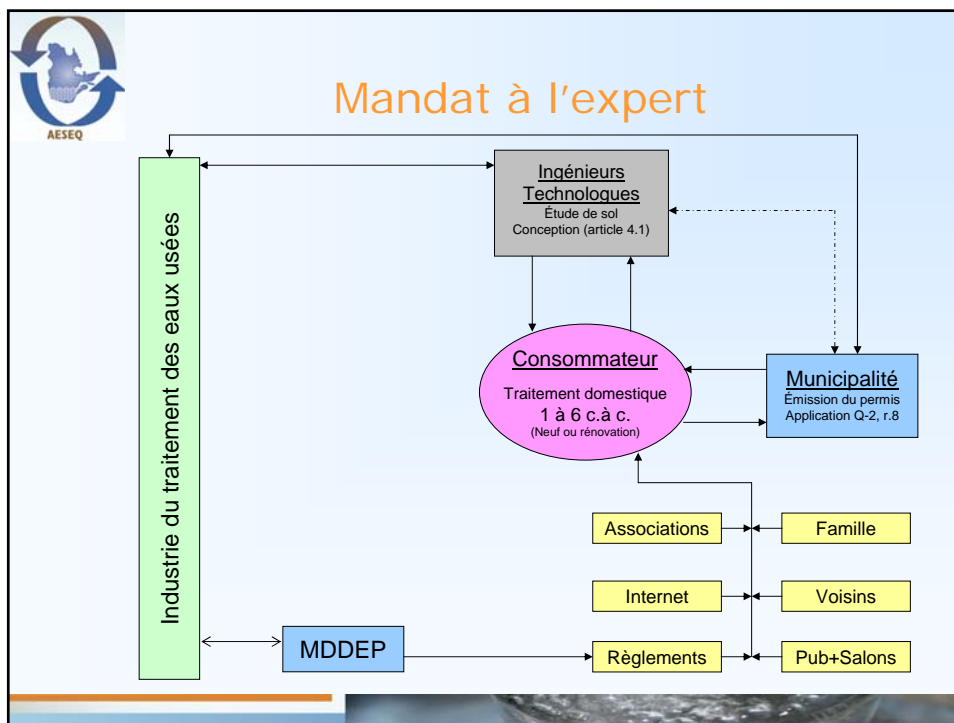 AESEQ
Mandat à l'expert
Industrie du traitement des eaux usées
Ingénieurs
Technologues
Étude de sol
Conception (article 4.1)
Consommateur
Traitement domestique
1 à 6 c.à c.
(Neuf ou rénovation)
Municipalité
Émission du permis
Application Q-2, r.8
Associations
Famille
Internet
Voisins
MDDEP
Règlements
Pub+Salons